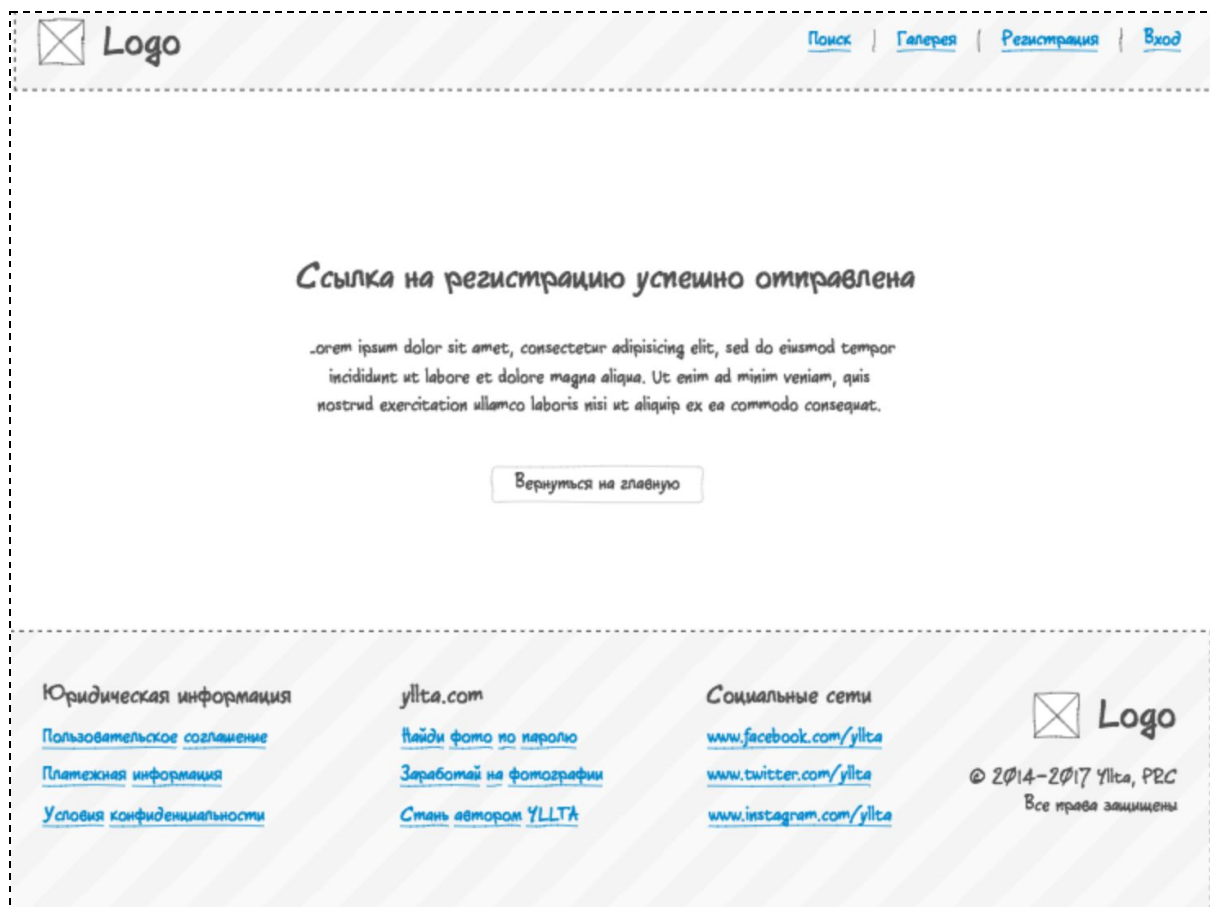 Logo
Поиск | Галерея | Регистрация | Вход
Ссылка на регистрацию успешно отправлена
.orem ipsum dolor sit amet, consectetur adipisicing elit, sed do eiusmod tempor
incididunt ut labore et dolore magna aliqua. Ut enim ad minim veniam, quis
nostrud exercitation ullamco laboris nisi ut aliquip ex ea commodo consequat.
Вернуться на главную
Юридическая информация
Пользовательское соглашение
Платежная информация
Условия конфиденциальности
yllta.com
Найди фото по паролю
Заработай на фотографии
Стань автором YLLTA
Социальные сети
www.facebook.com/yllta
www.twitter.com/yllta
www.instagram.com/yllta
Logo
© 2014-2017 Yllta, PRC
Все права защищены